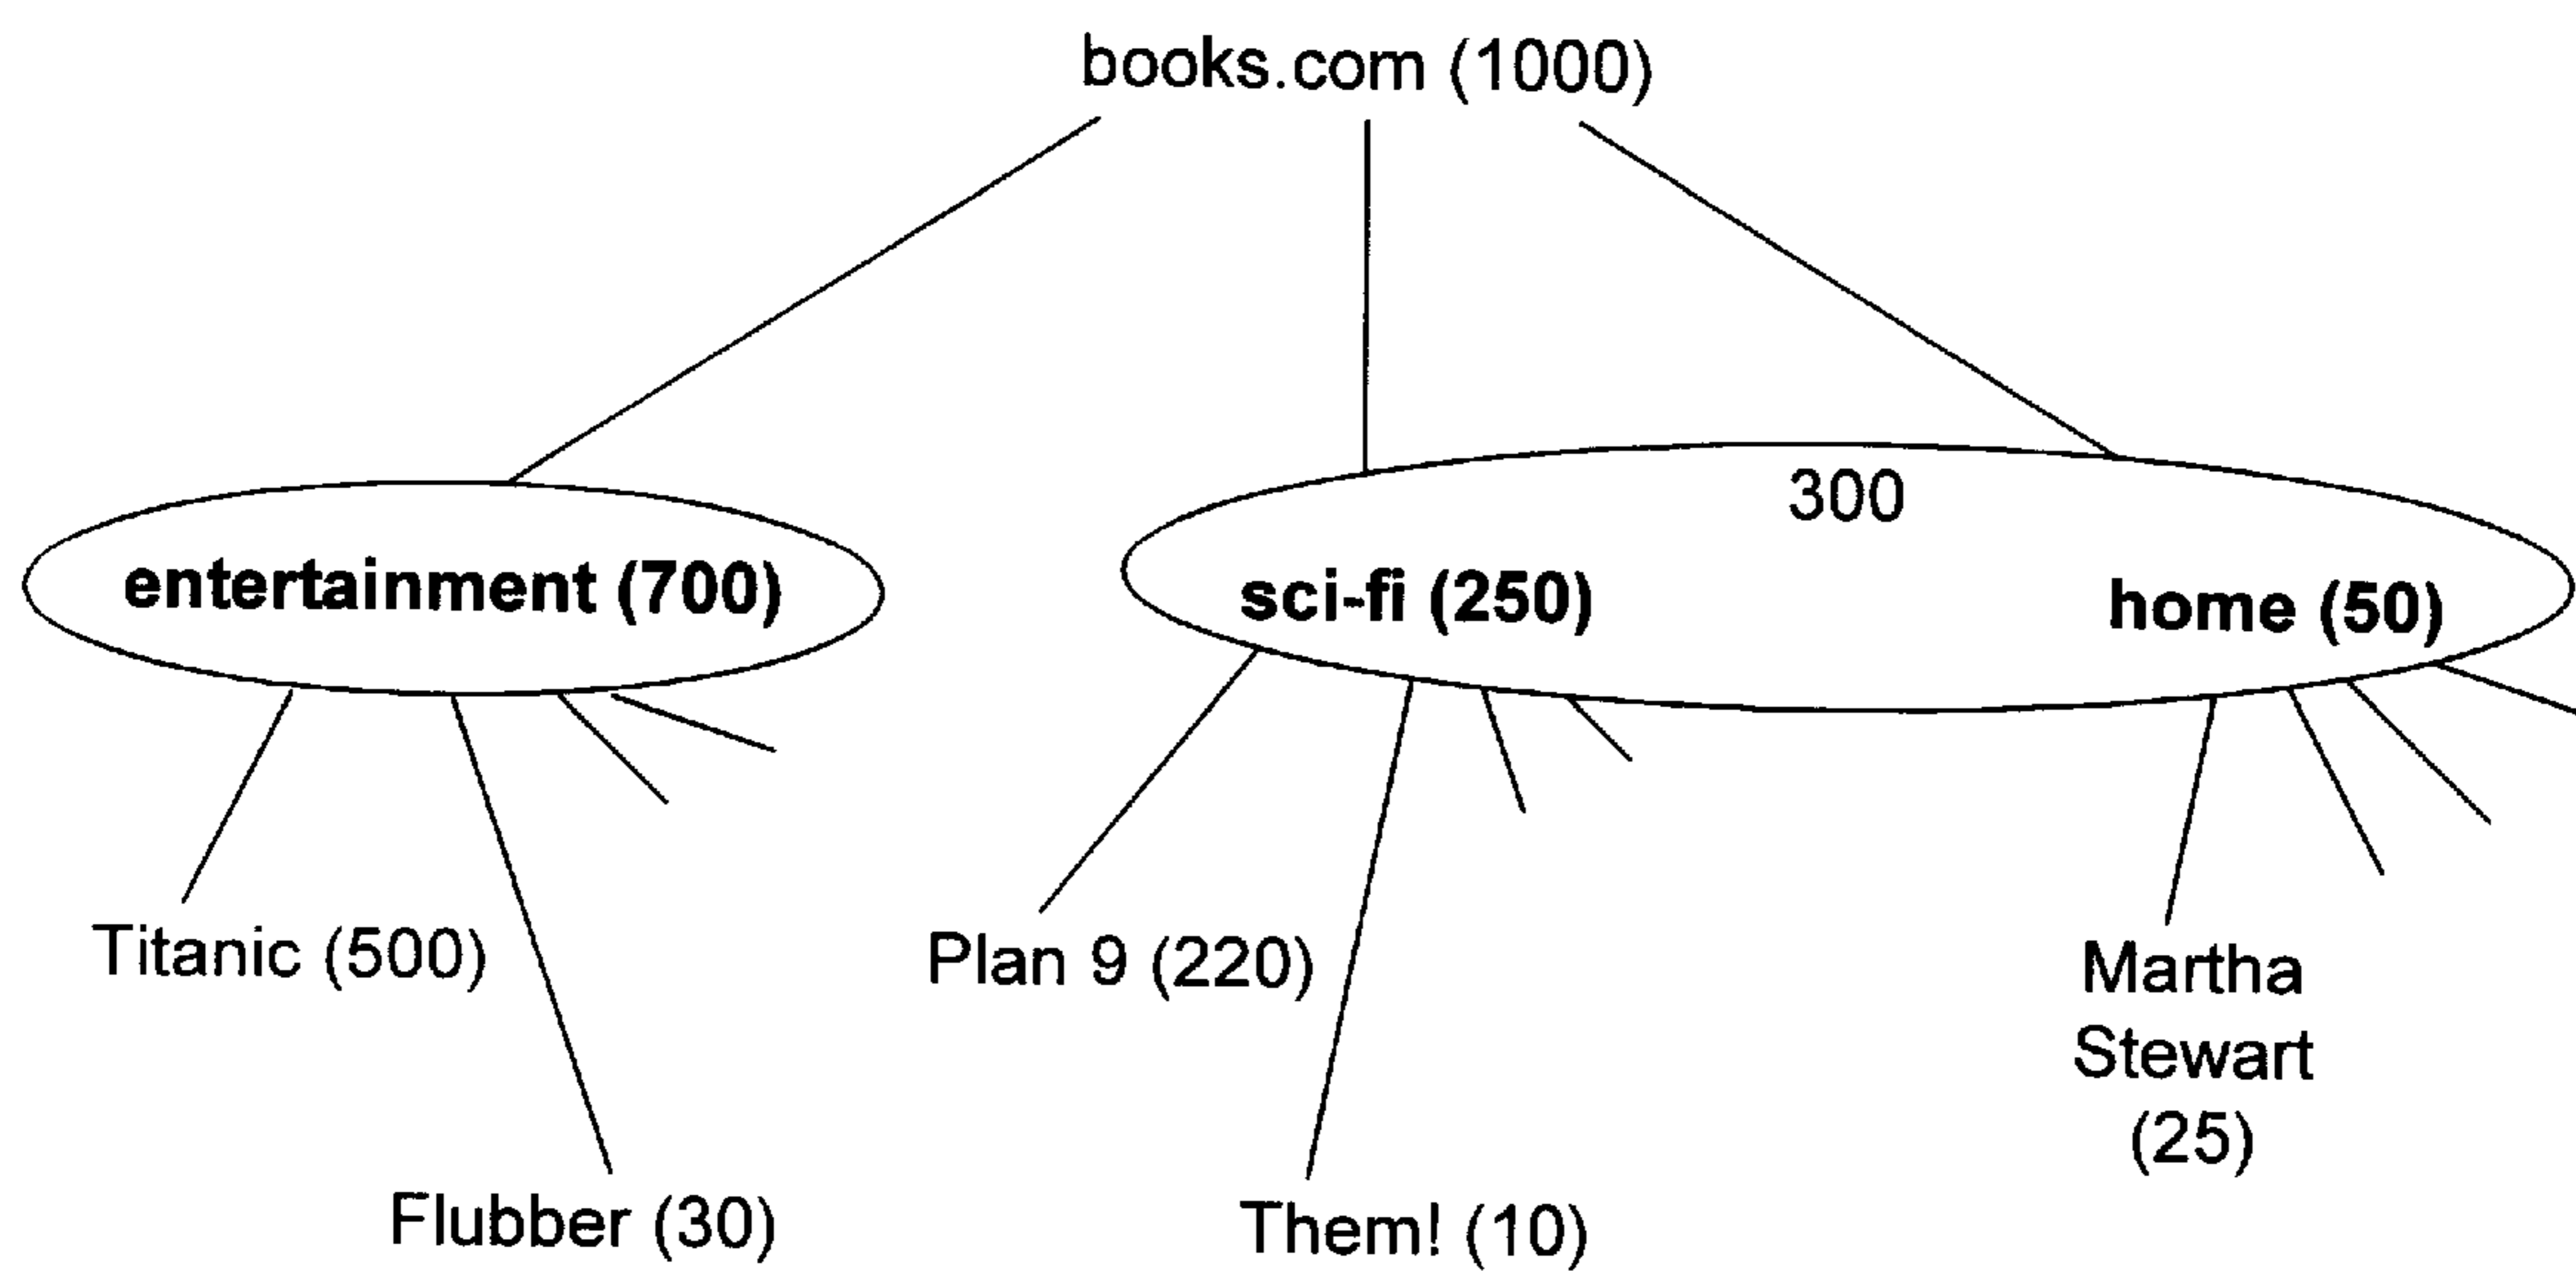 books.com (1000)
300
entertainment (700)
sci-fi (250)
home (50)
Titanic (500)
Plan 9 (220)
Martha
Stewart
(25)
Flubber (30)
Them! (10)